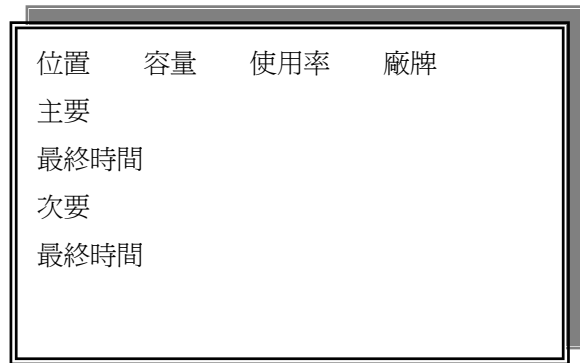 位置 容量 使用率 廠牌
主要
最終時間
次要
最終時間